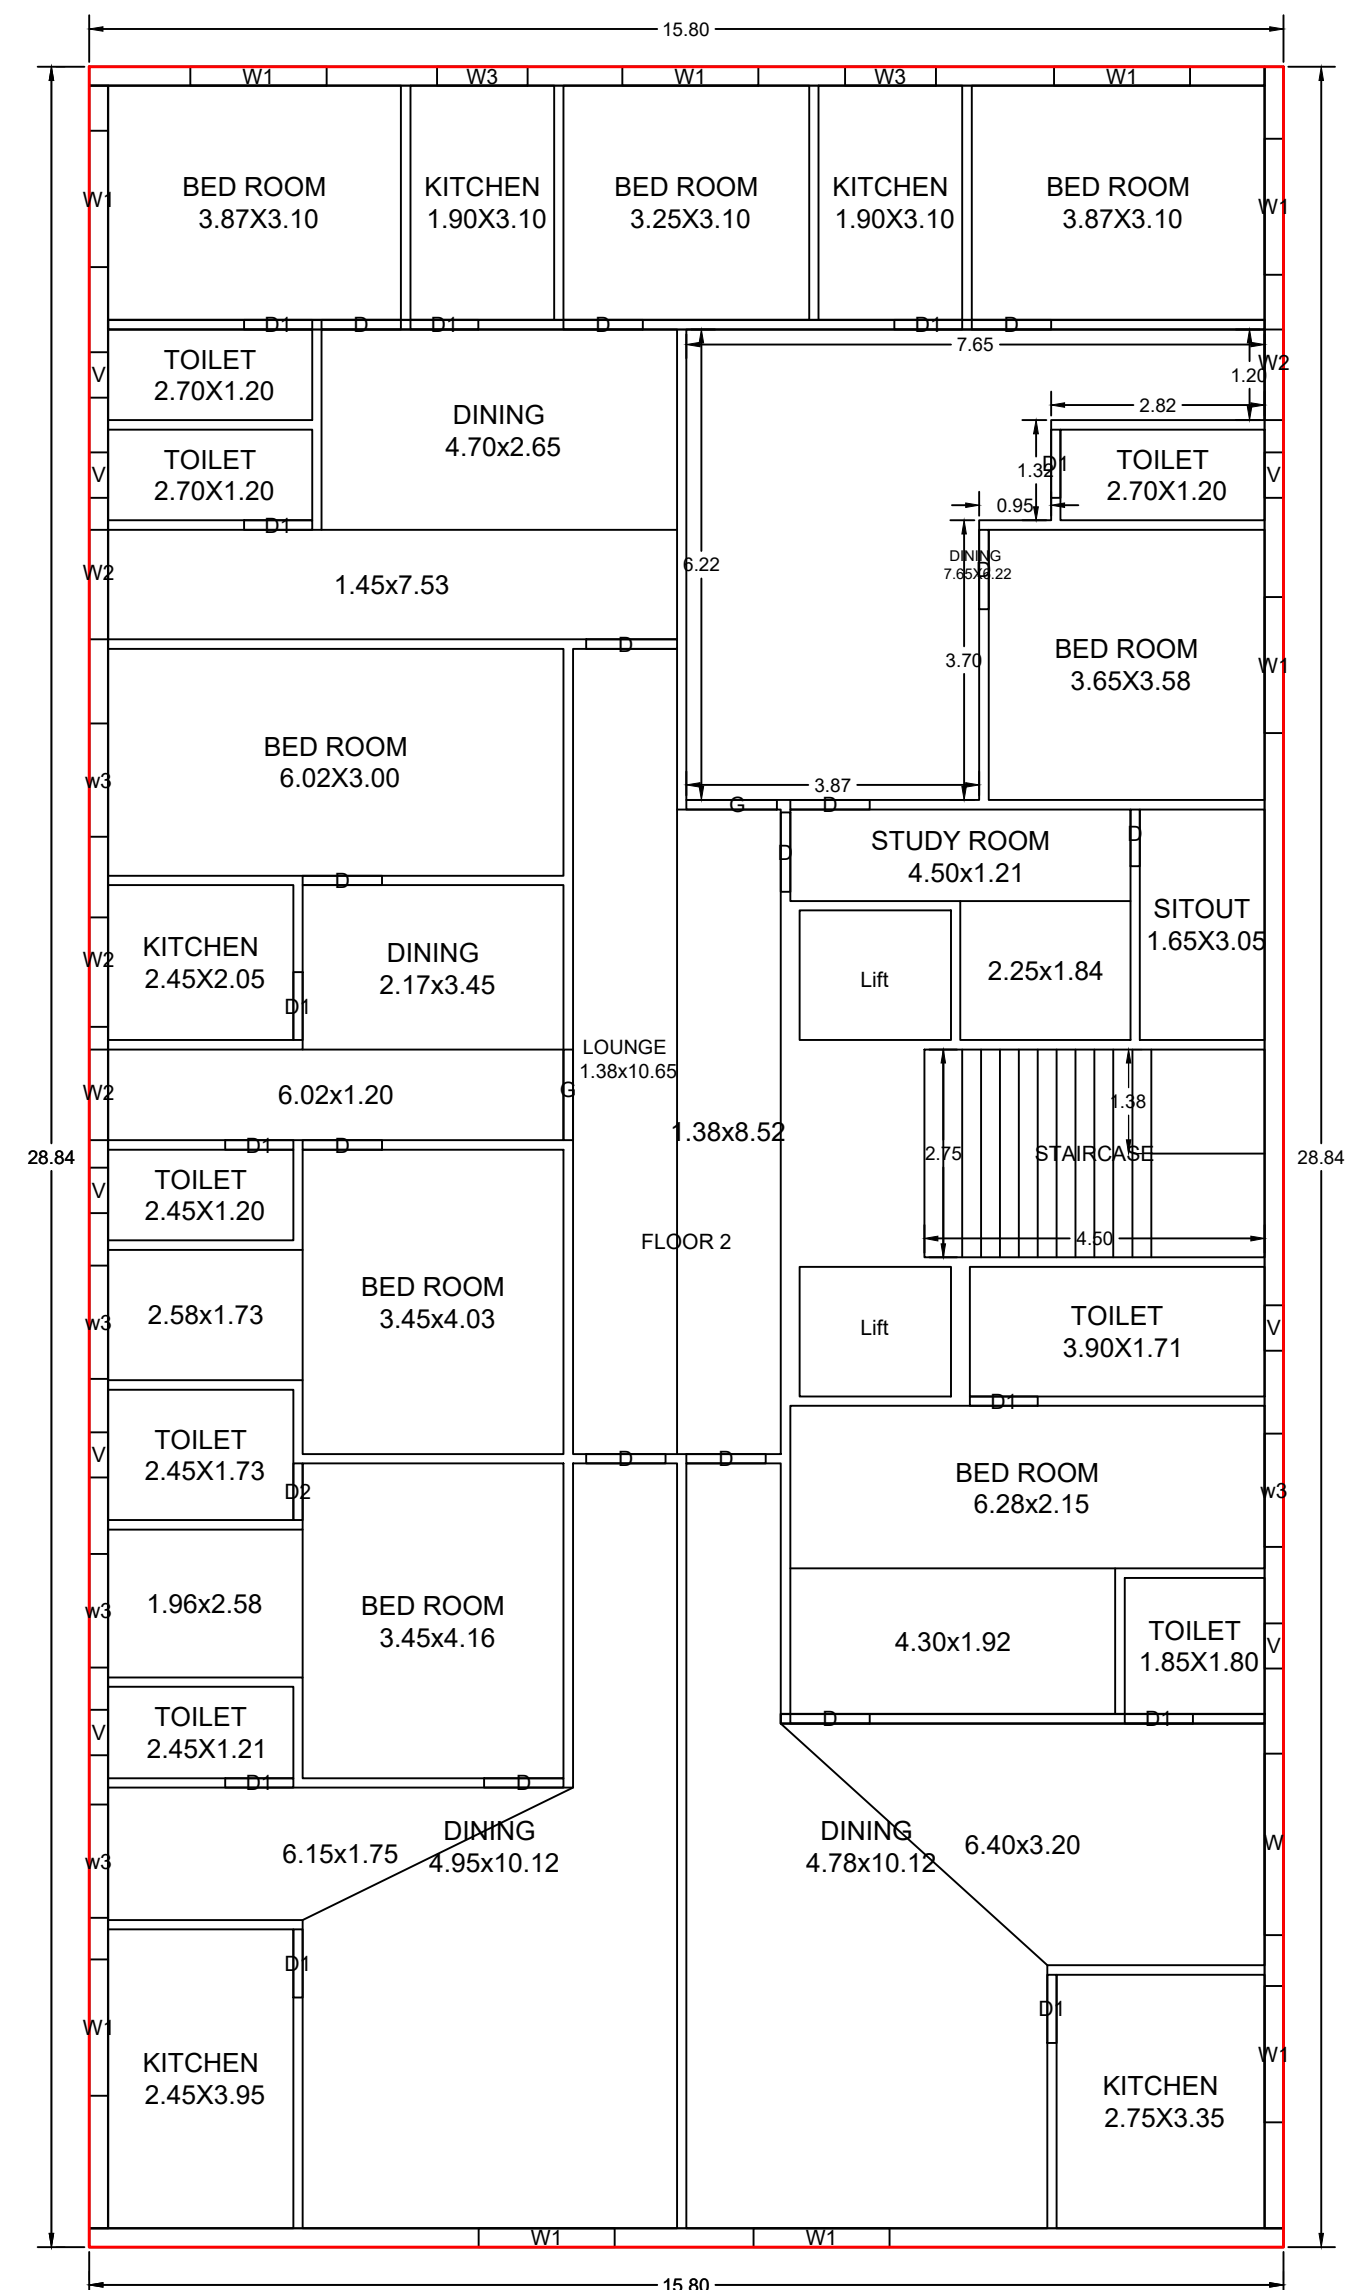 15.80
W1
W3
W1
W3
W1
BED ROOM
3.87X3.10
KITCHEN
1.90X3.10
BED ROOM
3.25X3.10
KITCHEN
1.90X3.10
BED ROOM
3.87X3.10
W1
W1
D1
D
D1
D
D1
D
7.65
W2
1.20
TOILET
2.70X1.20
V
DINING
4.70x2.65
2.82
TOILET
2.70X1.20
V
D1
1.32
D1
TOILET
2.70X1.20
V
0.95
W2
1.45x7.53
6.22
DINING
7.65X6.22
D
D
3.70
BED ROOM
3.65X3.58
W1
BED ROOM
6.02X3.00
w3
3.87
G
D
D
D
STUDY ROOM
4.50x1.21
SITOUT
1.65X3.05
D
KITCHEN
2.45X2.05
W2
D1
DINING
2.17x3.45
Lift
2.25x1.84
LOUNGE
1.38x10.65
W2
6.02x1.20
G
1.38x8.52
1.38
2.75
STAIRCASE
4.50
28.84
28.84
D1
D
TOILET
2.45X1.20
V
FLOOR 2
BED ROOM
3.45x4.03
2.58x1.73
w3
Lift
TOILET
3.90X1.71
V
D1
TOILET
2.45X1.73
V
D2
D
D
BED ROOM
6.28x2.15
w3
1.96x2.58
w3
BED ROOM
3.45x4.16
4.30x1.92
TOILET
1.85X1.80
V
TOILET
2.45X1.21
V
D
D1
D1
D
6.15x1.75
w3
DINING
4.95x10.12
DINING
4.78x10.12
6.40x3.20
W
D1
D1
W1
W1
KITCHEN
2.45X3.95
KITCHEN
2.75X3.35
W1
W1
15.80